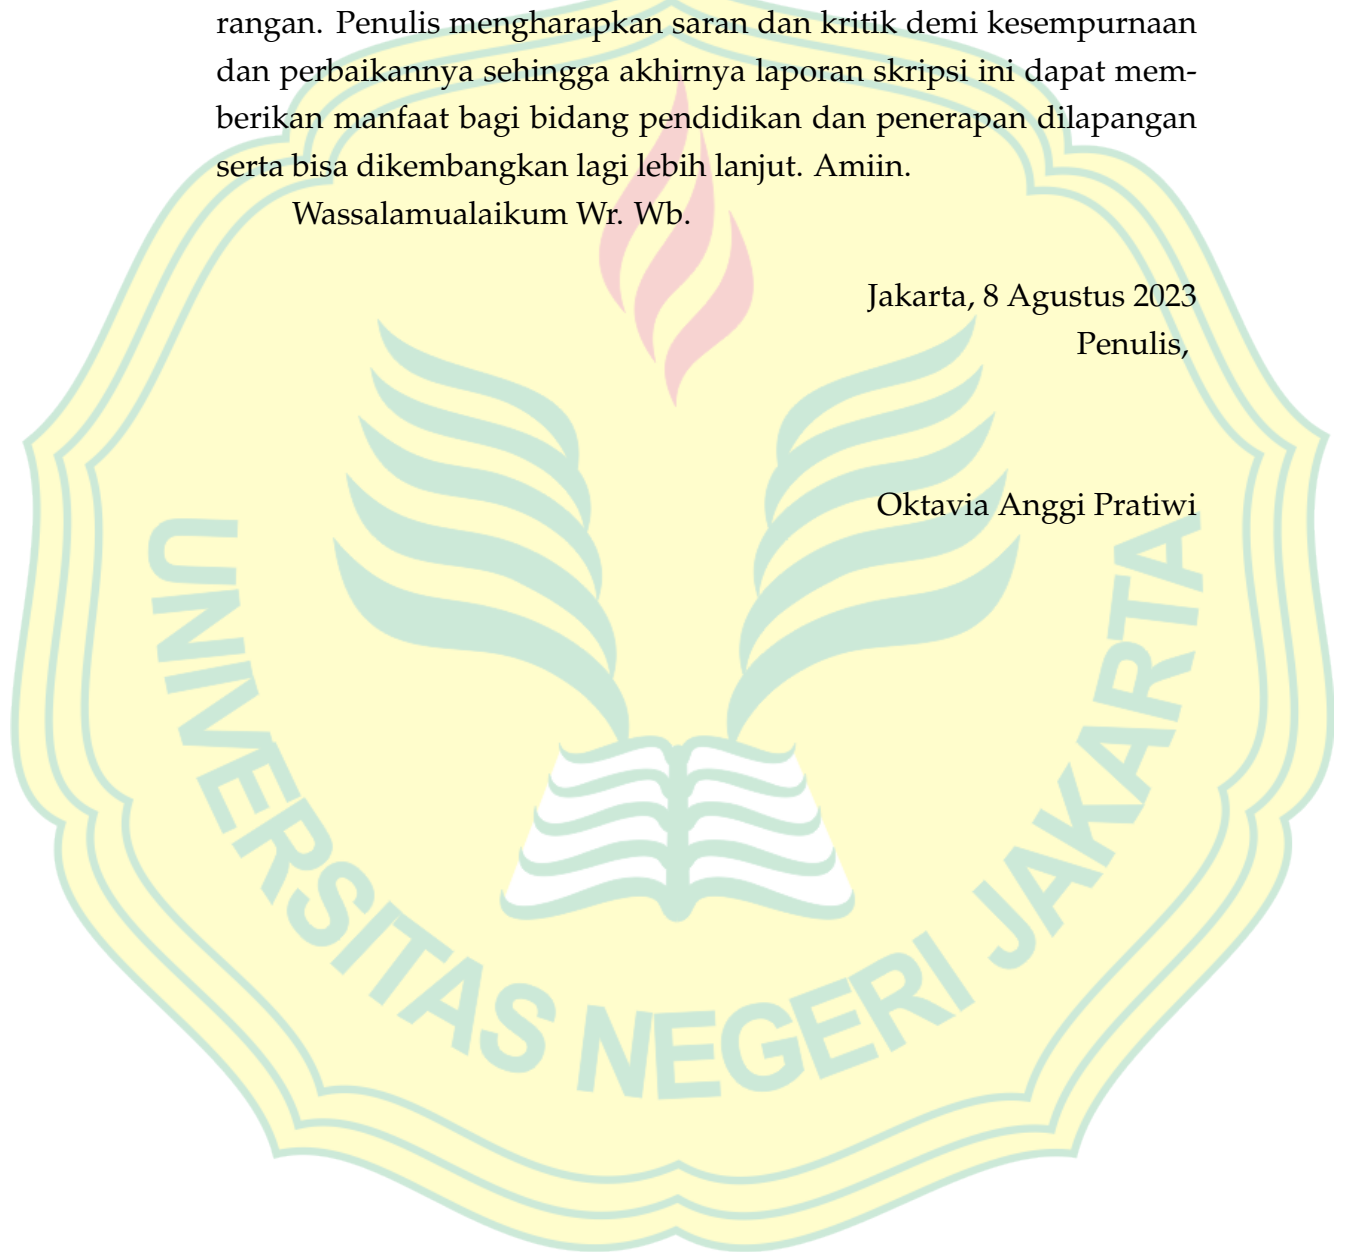 rangan. Penulis mengharapkan saran dan kritik demi kesempurnaan
dan perbaikannya sehingga akhirnya laporan skripsi ini dapat mem-
berikan manfaat bagi bidang pendidikan dan penerapan dilapangan
serta bisa dikembangkan lagi lebih lanjut. Amiin.
Wassalamualaikum Wr. Wb.
Jakarta, 8 Agustus 2023
Penulis,
Oktavia Anggi Pratiwi
UNIVERSITAS NEGERI JAKARTA